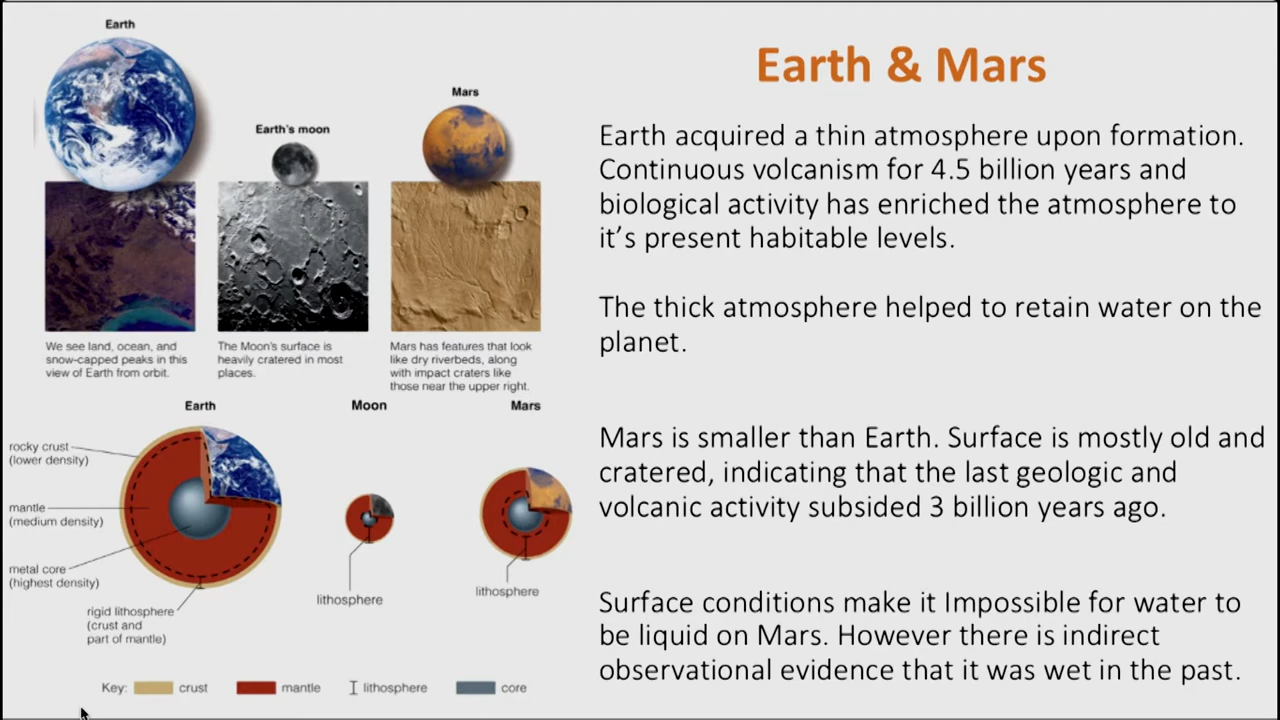 Earth
Earth's moon
Mars
We see land, ocean, and
snow-capped peaks in this
view of Earth from orbit.
The Moon's surface is
heavily cratered in most
places.
Mars has features that look
like dry riverbeds, along
with impact craters like
those near the upper right.
Earth
Moon
Mars
rocky crust
(lower density)
mantle
(medium density)
metal core
(highest density)
rigid lithosphere
(crust and
part of mantle)
lithosphere
lithosphere
Key: crust mantle lithosphere core
Earth & Mars
Earth acquired a thin atmosphere upon formation.
Continuous volcanism for 4.5 billion years and
biological activity has enriched the atmosphere to
it's present habitable levels.
The thick atmosphere helped to retain water on the
planet.
Mars is smaller than Earth. Surface is mostly old and
cratered, indicating that the last geologic and
volcanic activity subsided 3 billion years ago.
Surface conditions make it Impossible for water to
be liquid on Mars. However there is indirect
observational evidence that it was wet in the past.